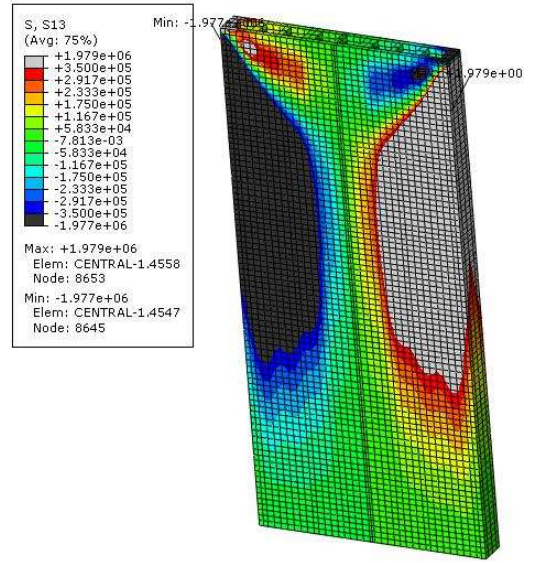 S, S13
(Avg: 75%)
+1.979e+06
+3.500e+05
+2.917e+05
+2.333e+05
+1.750e+05
+1.167e+05
+5.833e+04
-7.813e-03
-5.833e+04
-1.167e+05
-1.750e+05
-2.333e+05
-2.917e+05
-3.500e+05
-1.977e+06
Max: +1.979e+06
Elem: CENTRAL-1.4558
Node: 8653
Min: -1.977e+06
Elem: CENTRAL-1.4547
Node: 8645
Min: -1.977e+006
+1.979e+00